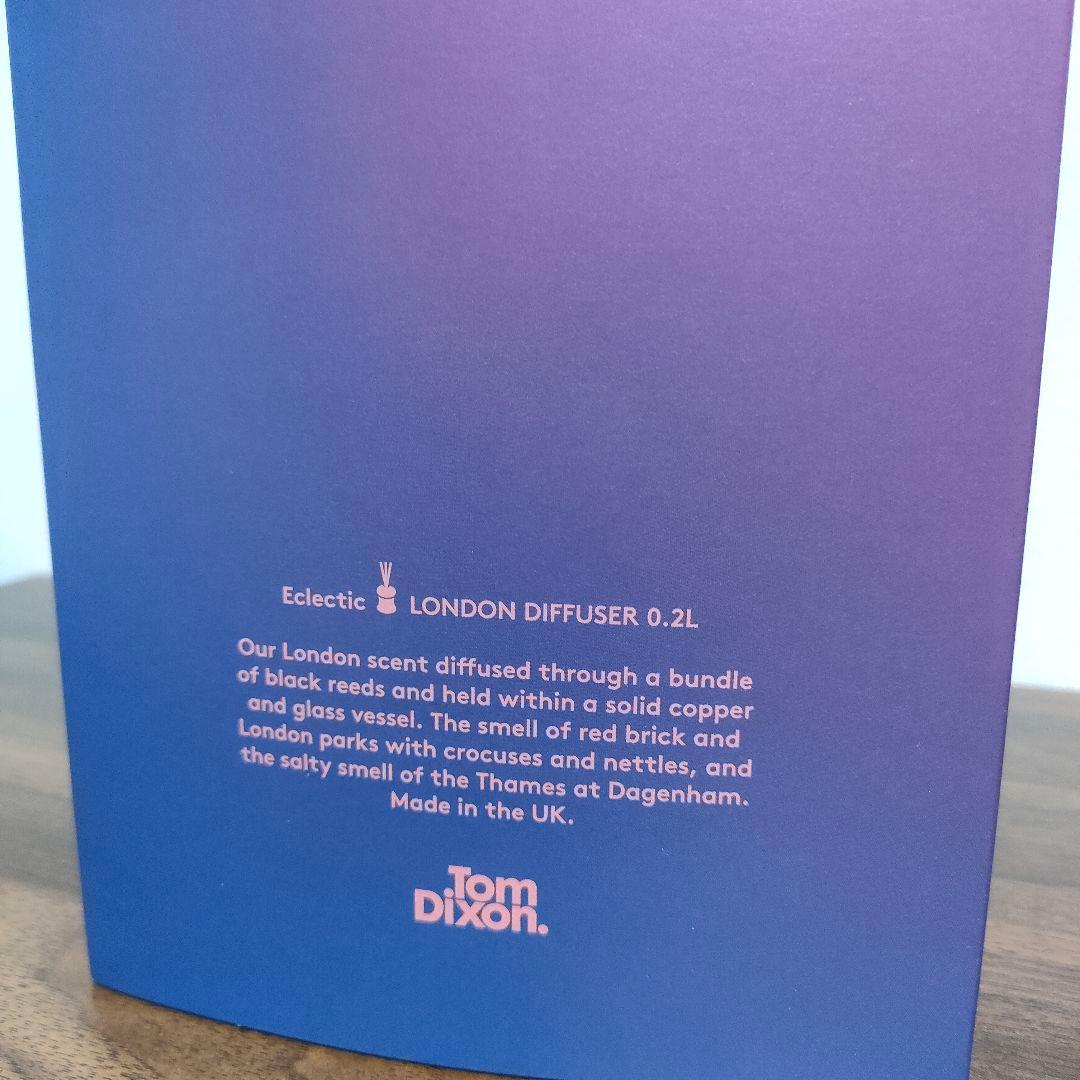 Eclectic LONDON DIFFUSER 0.2L
Our London scent diffused through a bundle
of black reeds and held within a solid copper
and glass vessel. The smell of red brick and
London parks with crocuses and nettles, and
the salty smell of the Thames at Dagenham.
Made in the UK.
Tom
Dixon.